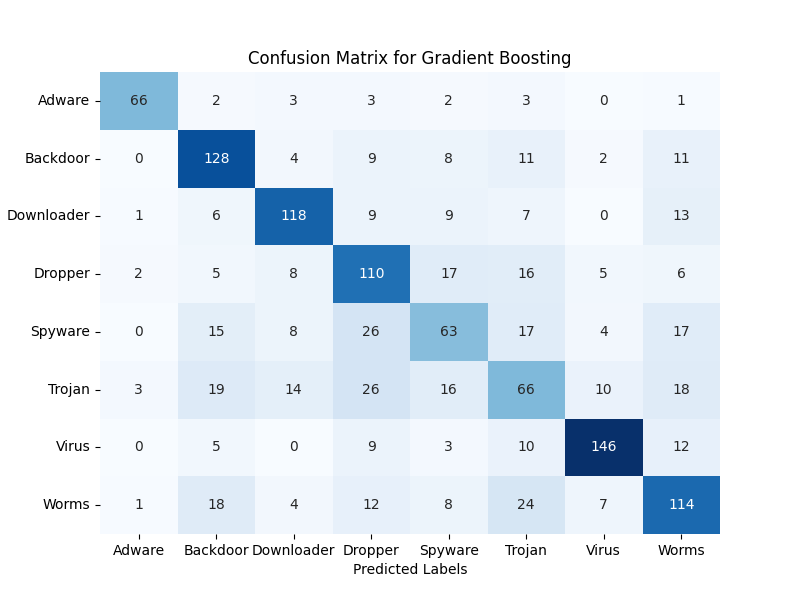 Confusion Matrix for Gradient Boosting
Adware 66 2 3 3 2 3 0 1
Backdoor 0 128 4 9 8 11 2 11
Downloader 1 6 118 9 9 7 0 13
Dropper 2 5 8 110 17 16 5 6
Spyware 0 15 8 26 63 17 4 17
Trojan 3 19 14 26 16 66 10 18
Virus 0 5 0 9 3 10 146 12
Worms 1 18 4 12 8 24 7 114
Adware Backdoor Downloader Dropper Spyware Trojan Virus Worms
Predicted Labels